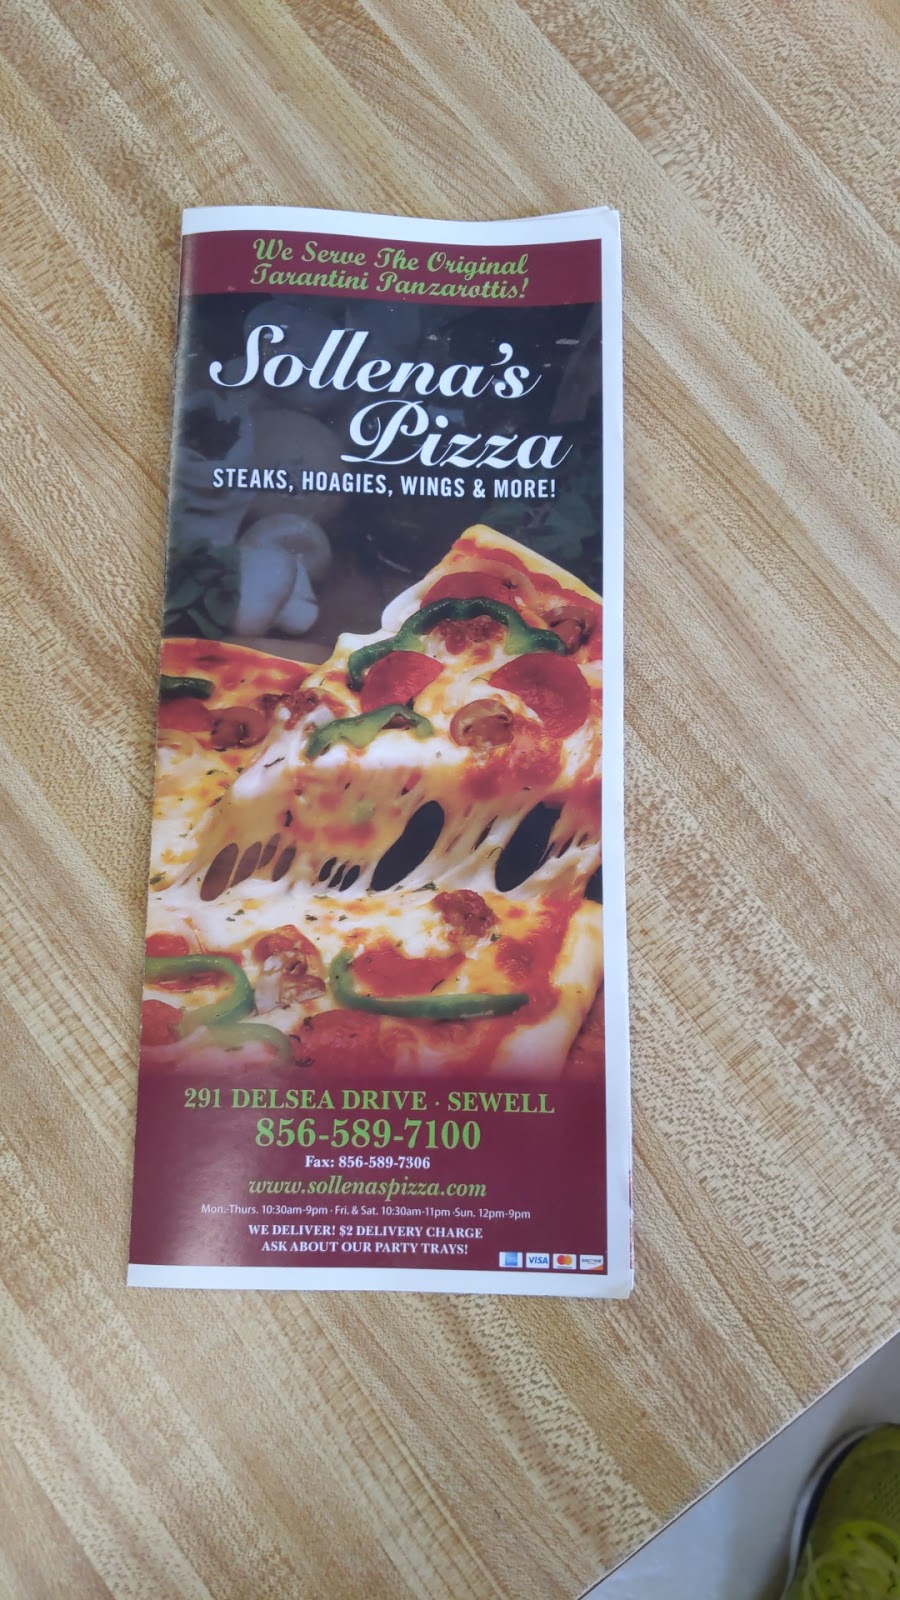 We Serve The Original
Tarantini Panzarottis!
Sollena's
Pizza
STEAKS, HOAGIES, WINGS & MORE!
291 DELSEA DRIVE · SEWELL
856-589-7100
Fax: 856-589-7306
www.sollenaspizza.com
Mon.-Thurs. 10:30am-9pm · Fri. & Sat. 10:30am-11pm ·Sun. 12pm-9pm
WE DELIVER! $2 DELIVERY CHARGE
ASK ABOUT OUR PARTY TRAYS!
VISA